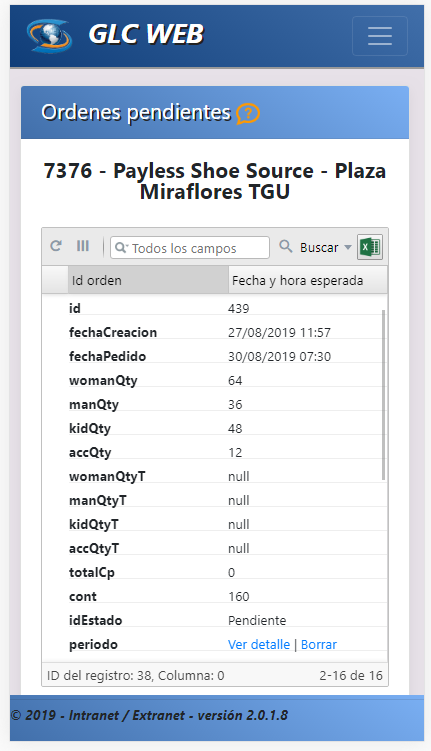 GLC WEB
Ordenes pendientes
7376 - Payless Shoe Source - Plaza
Miraflores TGU
Todos los campos Buscar
Id orden Fecha y hora esperada
id 439
fechaCreacion 27/08/2019 11:57
fechaPedido 30/08/2019 07:30
womanQty 64
manQty 36
kidQty 48
accQty 12
womanQtyT null
manQtyT null
kidQtyT null
accQtyT null
totalCp 0
cont 160
idEstado Pendiente
periodo Ver detalle | Borrar
ID del registro: 38, Columna: 0 2-16 de 16
© 2019 - Intranet / Extranet - versión 2.0.1.8